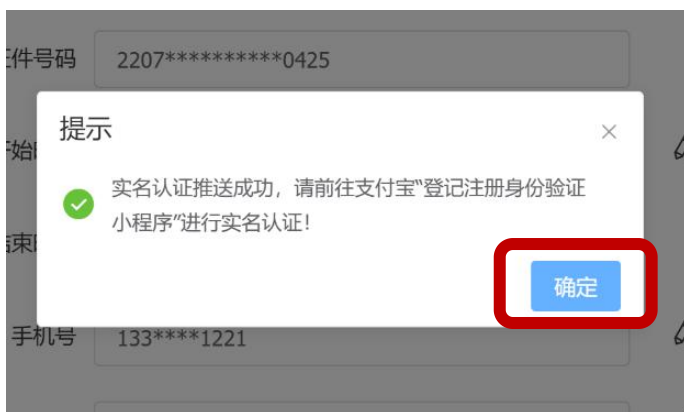 证件号码
2207**********0425
提示
实名认证推送成功，请前往支付宝“登记注册身份验证
小程序”进行实名认证！
确定
手机号
133****1221